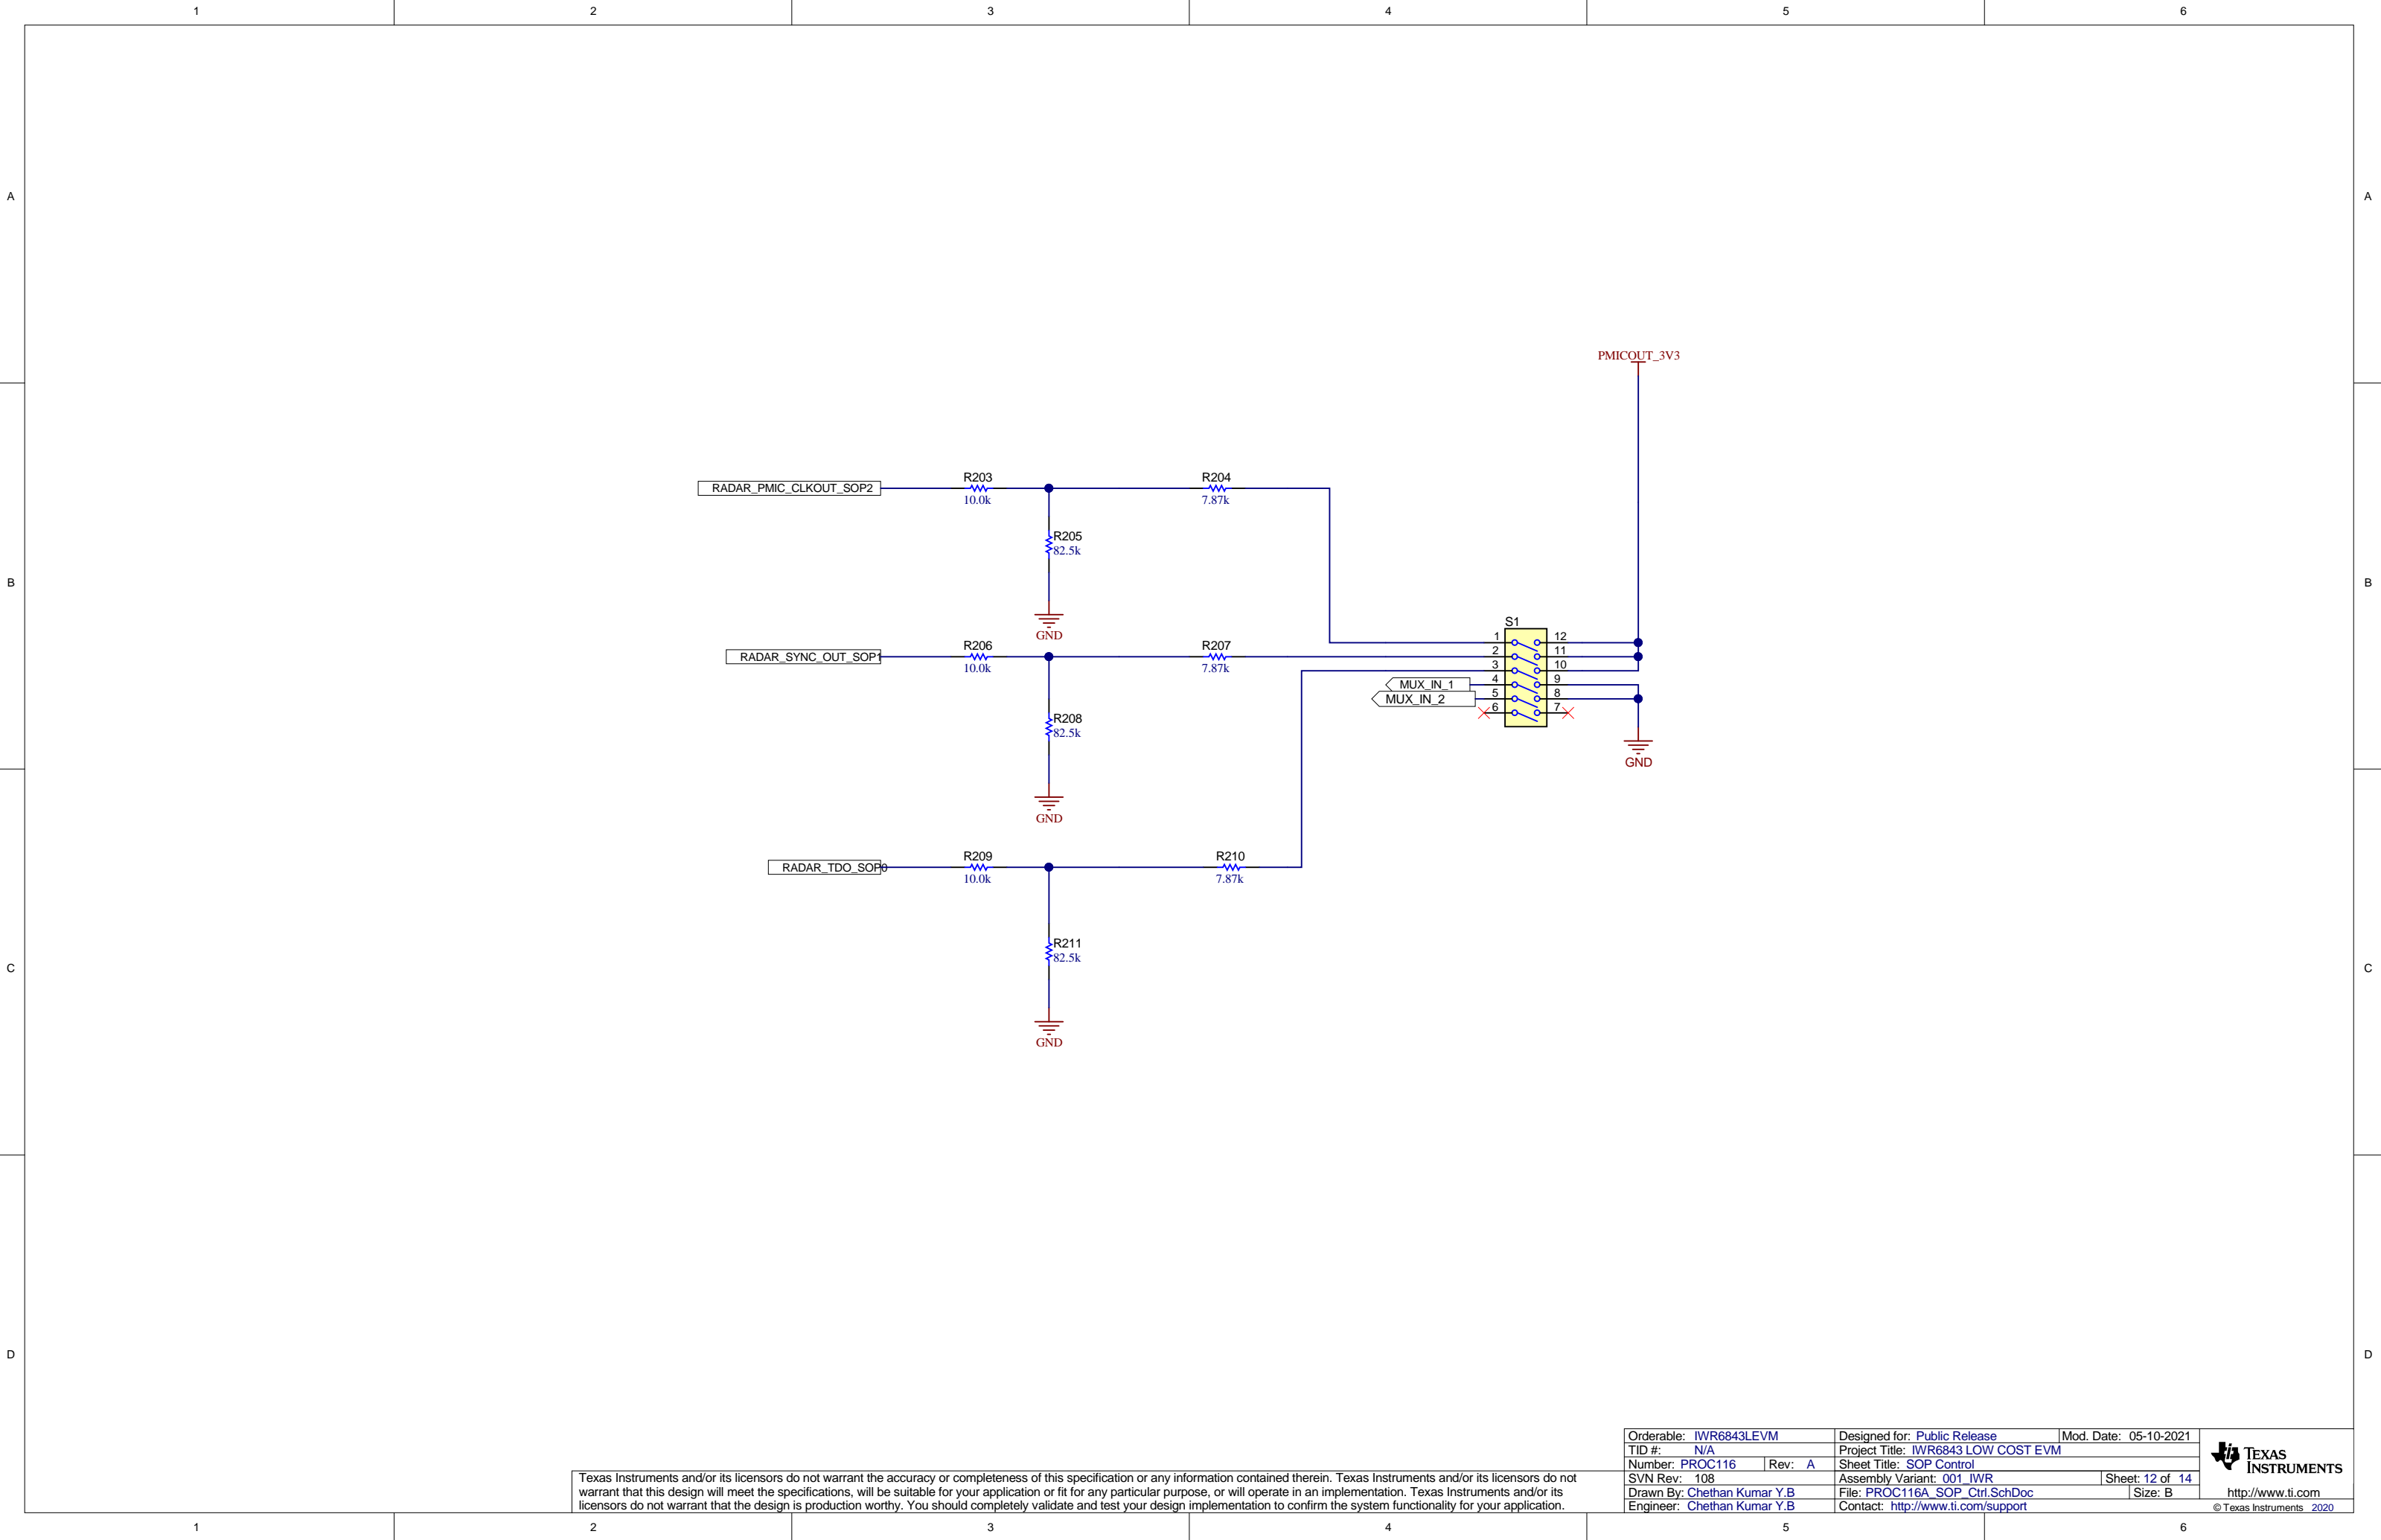 1 2 3 4 5 6
A A
PMICOUT_3V3
R203 R204
RADAR_PMIC_CLKOUT_SOP2
10.0k 7.87k
R205
82.5k
B B
GND
S1
1 12
R206 R207
2 11
RADAR_SYNC_OUT_SOP1
10.0k 7.87k
3 10
MUX_IN_1 4 9
MUX_IN_2 5 8
6 7
R208
82.5k
GND
GND
R209 R210
RADAR_TDO_SOP0
10.0k 7.87k
R211
82.5k
C C
GND
D D
Orderable: IWR6843LEVM Designed for: Public Release Mod. Date: 05-10-2021
TID #: N/A Project Title: IWR6843 LOW COST EVM
Number: PROC116 Rev: A Sheet Title: SOP Control
SVN Rev: 108 Assembly Variant: 001_IWR Sheet: 12 of 14
Drawn By: Chethan Kumar Y.B File: PROC116A_SOP_Ctrl.SchDoc Size: B
Engineer: Chethan Kumar Y.B Contact: http://www.ti.com/support
TEXAS
INSTRUMENTS
http://www.ti.com
© Texas Instruments 2020
Texas Instruments and/or its licensors do not warrant the accuracy or completeness of this specification or any information contained therein. Texas Instruments and/or its licensors do not
warrant that this design will meet the specifications, will be suitable for your application or fit for any particular purpose, or will operate in an implementation. Texas Instruments and/or its
licensors do not warrant that the design is production worthy. You should completely validate and test your design implementation to confirm the system functionality for your application.
1 2 3 4 5 6